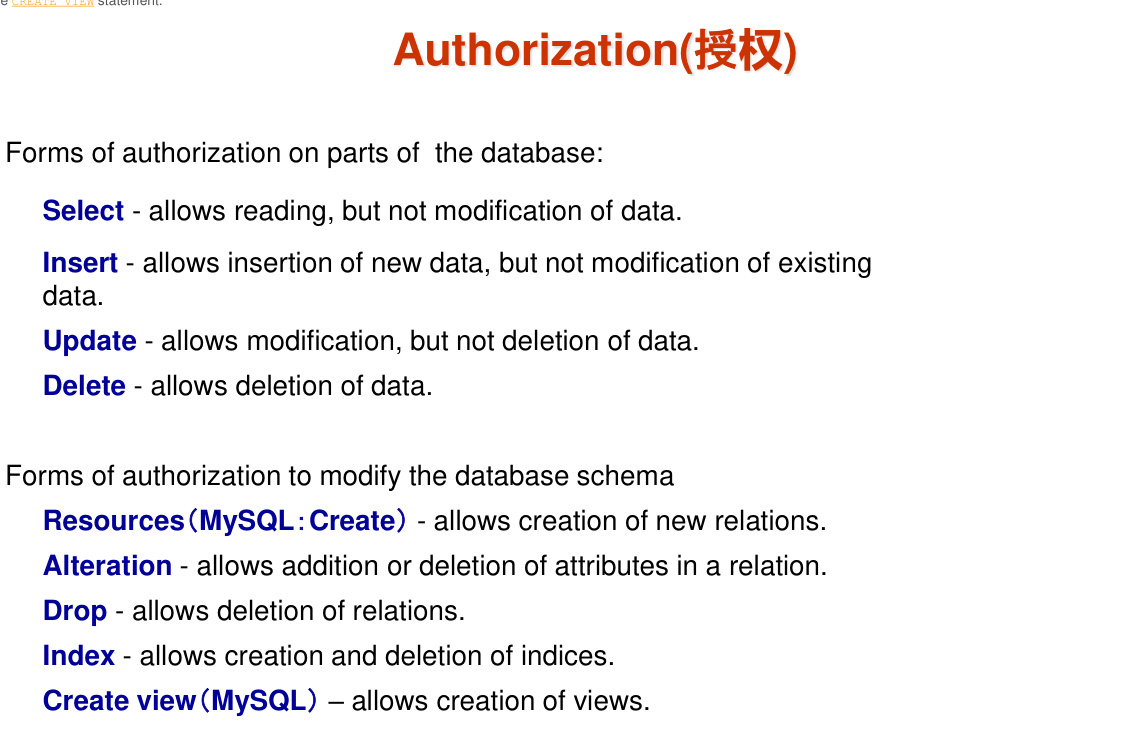 e CREATE VIEW statement.
Authorization(授权)
Forms of authorization on parts of  the database:
Select - allows reading, but not modification of data.
Insert - allows insertion of new data, but not modification of existing
data.
Update - allows modification, but not deletion of data.
Delete - allows deletion of data.
Forms of authorization to modify the database schema
Resources（MySQL：Create） - allows creation of new relations.
Alteration - allows addition or deletion of attributes in a relation.
Drop - allows deletion of relations.
Index - allows creation and deletion of indices.
Create view（MySQL） – allows creation of views.